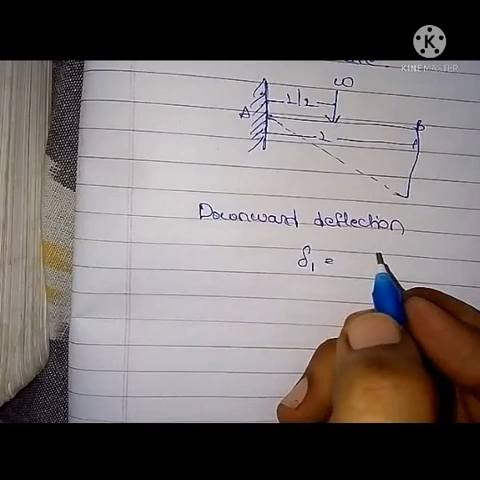 K
KINEMASTER
ω
L/2
A
B
L
Downward deflection
δ₁ =